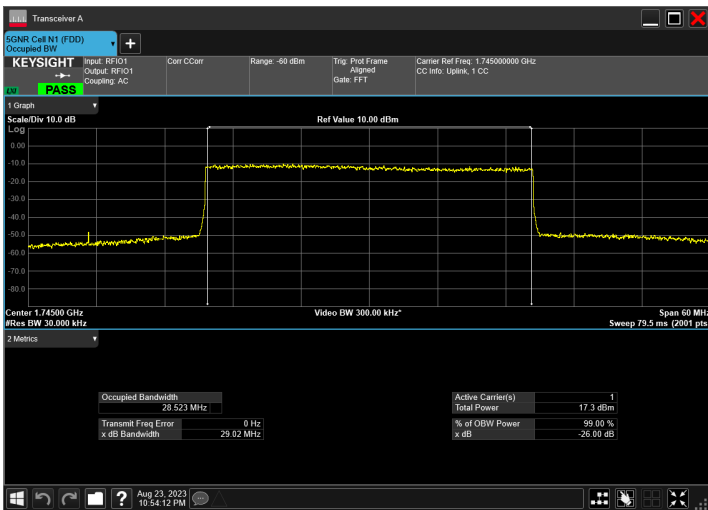 Transceiver A
5GNR Cell N1 (FDD)
Occupied BW
KEYSIGHT
PASS
Input: RFIO1
Output: RFIO1
Coupling: AC
Corr CCorr
Range: -60 dBm
Trig: Prot Frame
Aligned
Gate: FFT
Carrier Ref Freq: 1.745000000 GHz
CC Info: Uplink, 1 CC
1 Graph
Scale/Div 10.0 dB
Ref Value 10.00 dBm
Log
0.00
-10.0
-20.0
-30.0
-40.0
-50.0
-60.0
-70.0
-80.0
Center 1.74500 GHz
Video BW 300.00 kHz*
Span 60 MHz
#Res BW 30.000 kHz
Sweep 79.5 ms (2001 pts
2 Metrics
Occupied Bandwidth
28.523 MHz
Transmit Freq Error 0 Hz
x dB Bandwidth 29.02 MHz
Active Carrier(s) 1
Total Power 17.3 dBm
% of OBW Power 99.00 %
x dB -26.00 dB
Aug 23, 2023
10:54:12 PM